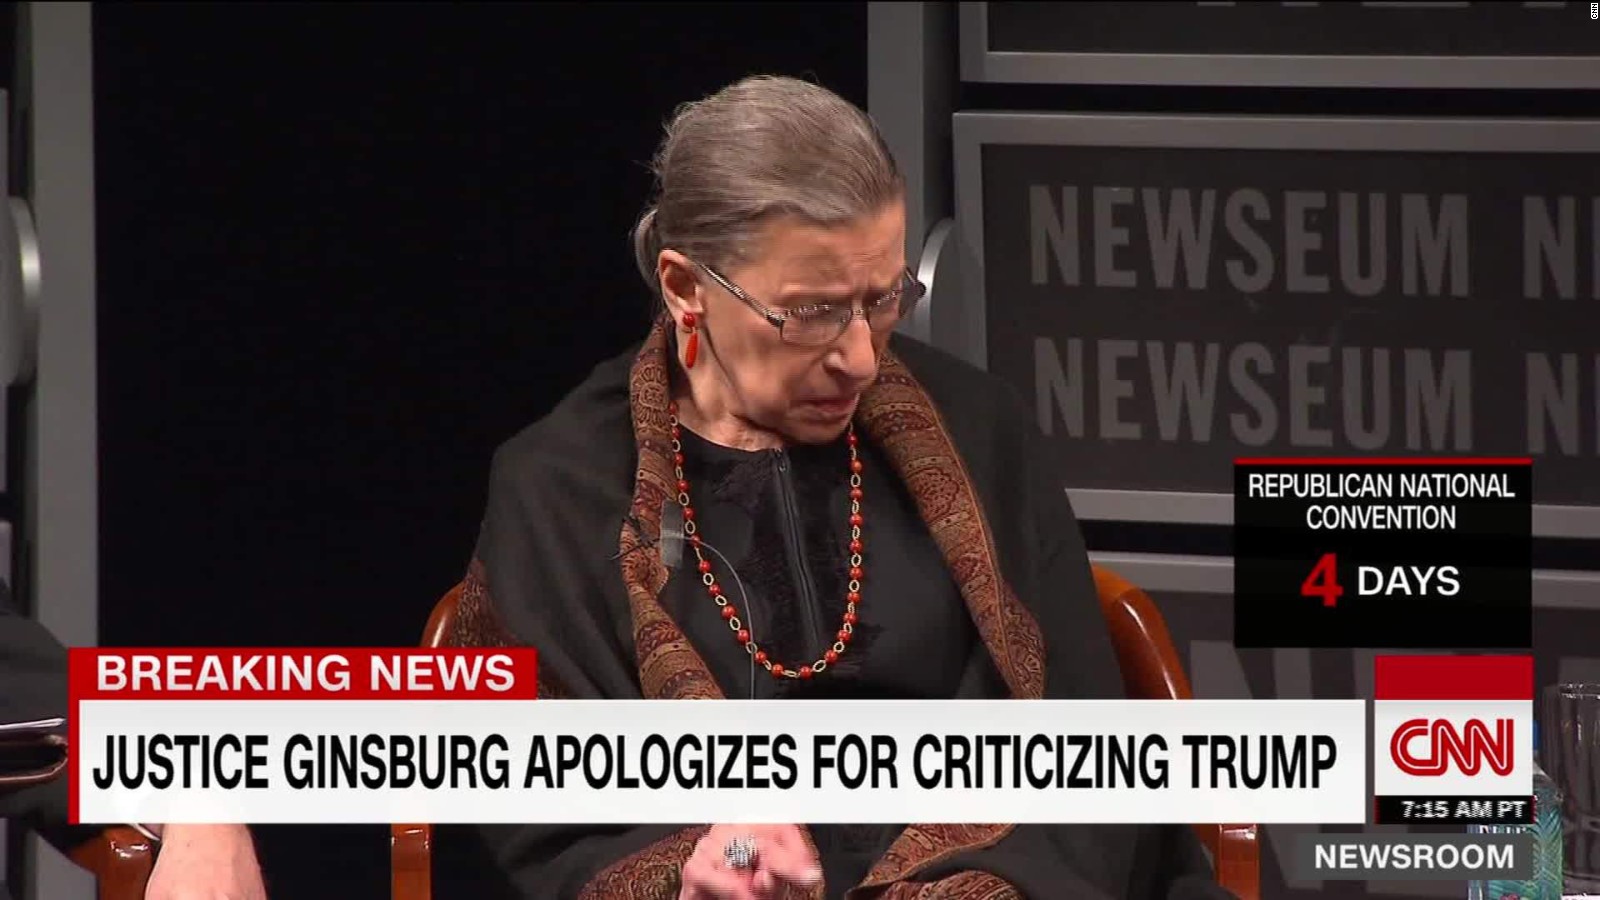 CNN
NEWSEUM
NEWSEUM
REPUBLICAN NATIONAL
CONVENTION
4 DAYS
BREAKING NEWS
JUSTICE GINSBURG APOLOGIZES FOR CRITICIZING TRUMP
CNN
7:15 AM PT
NEWSROOM